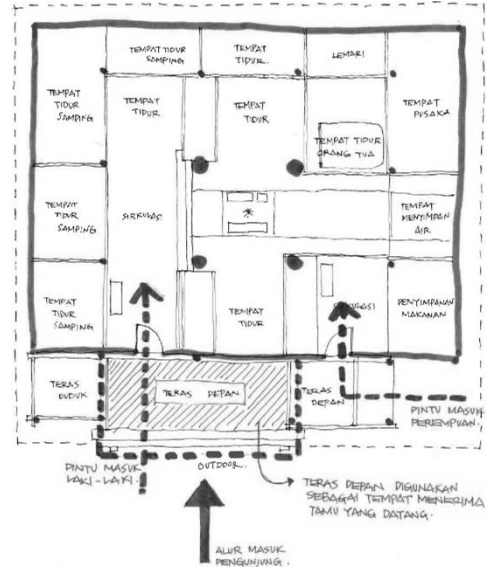 TEMPAT TIDUR
SAMPING
TEMPAT
TIDUR.
LEMARI
TEMPAT
TIDUR
SAMPING
TEMPAT
TIDUR
TEMPAT
TIDUR
TEMPAT TIDUR
ORANG TUA
TEMPAT
PUSAKA
TEMPAT
TIDUR
SAMPING
SIRKULASI
TEMPAT
MENYIMPAN
AIR
TEMPAT
TIDUR
SAMPING
TEMPAT
TIDUR
SIRKULASI
PENYIMPANAN
MAKANAN
TERAS
DUDUK
TERAS DEPAN
TERAS
DEPAN
PINTU MASUK
PEREMPUAN.
PINTU MASUK
LAKI-LAKI.
OUTDOOR.
TERAS DEPAN DIGUNAKAN
SEBAGAI TEMPAT MENERIMA
TAMU YANG DATANG.
ALUR MASUK
PENGUNJUNG.